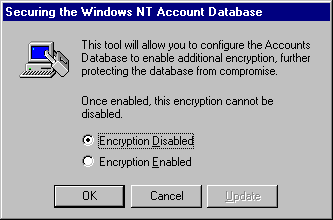 Securing the Windows NT Account Database
This tool will allow you to configure the Accounts
Database to enable additional encryption, further
protecting the database from compromise.
Once enabled, this encryption cannot be
disabled.
Encryption Disabled
Encryption Enabled
OK Cancel Update